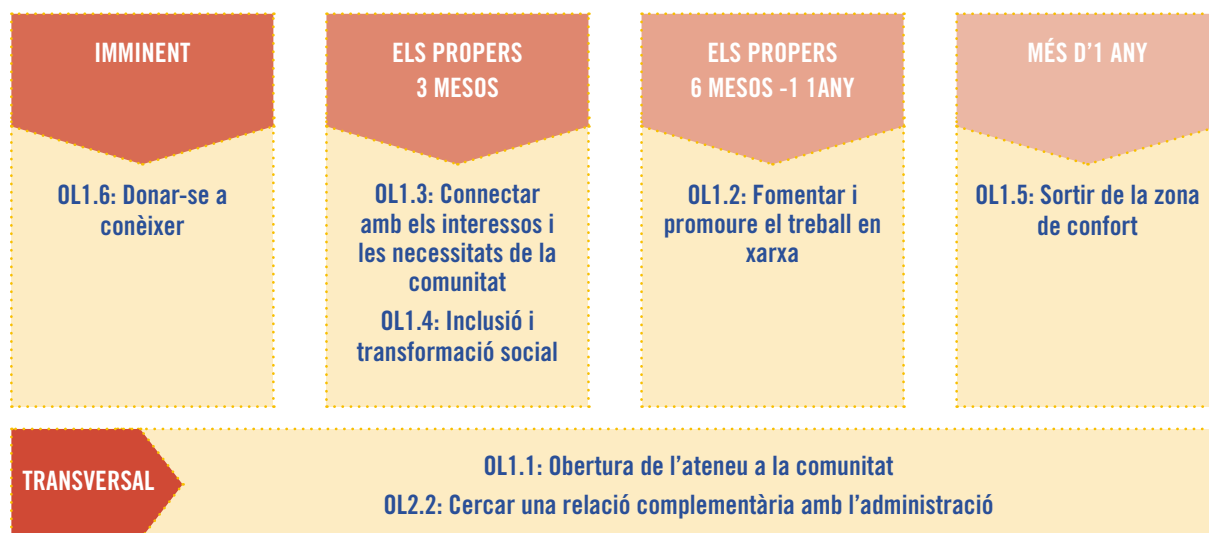 IMMINENT
OL1.6: Donar-se a
conèixer
ELS PROPERS
3 MESOS
OL1.3: Connectar
amb els interessos i
les necessitats de la
comunitat
OL1.4: Inclusió i
transformació social
ELS PROPERS
6 MESOS -1 1ANY
OL1.2: Fomentar i
promoure el treball en
xarxa
MÉS D’1 ANY
OL1.5: Sortir de la zona
de confort
TRANSVERSAL
OL1.1: Obertura de l’ateneu a la comunitat
OL2.2: Cercar una relació complementària amb l’administració